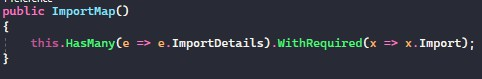 public ImportMap()
{
this.HasMany(e => e.ImportDetails).WithRequired(x => x.Import);
}